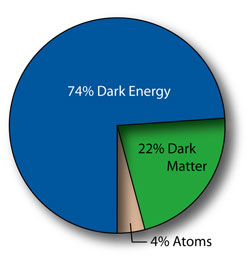 74% Dark Energy
22% Dark
Matter
4% Atoms